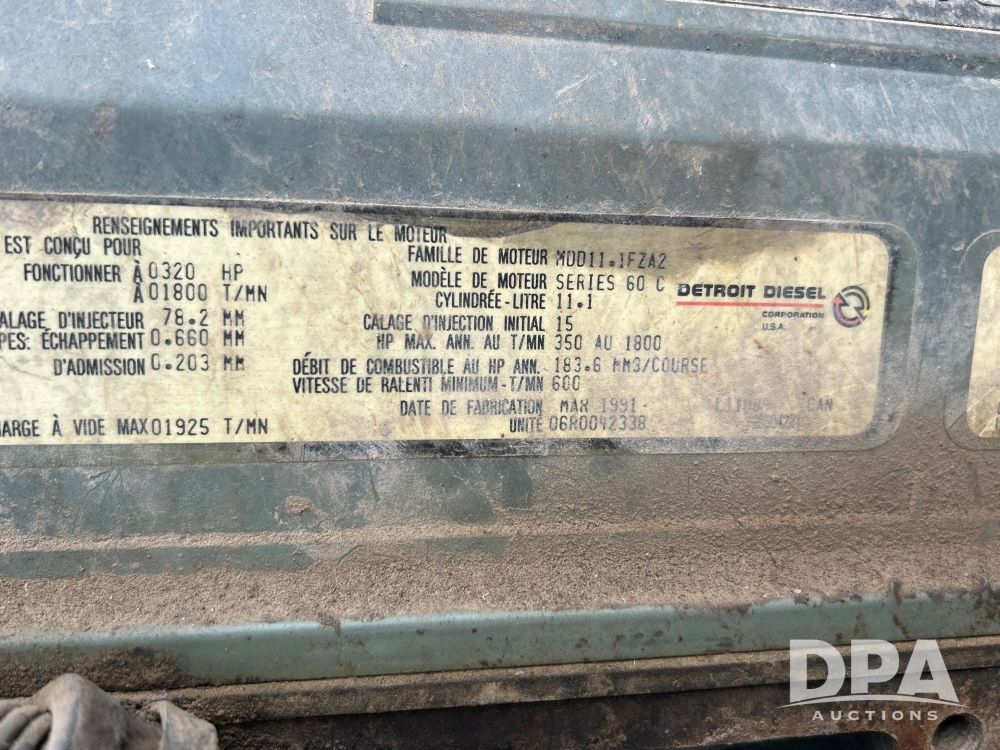 RENSEIGNEMENTS IMPORTANTS SUR LE MOTEUR
EST CONÇU POUR
FONCTIONNER À 0320 HP
À 01800 T/MN
ALAGE D'INJECTEUR 78.2 MM
PES: ÉCHAPPEMENT 0.660 MM
D'ADMISSION 0.203 MM
HARGE À VIDE MAX 01925 T/MN
FAMILLE DE MOTEUR MDD11.1FZA2
MODÈLE DE MOTEUR SERIES 60 C
CYLINDRÉE-LITRE 11.1
CALAGE D'INJECTION INITIAL 15
HP MAX. ANN. AU T/MN 350 AU 1800
DÉBIT DE COMBUSTIBLE AU HP ANN. 183.6 MM3/COURSE
VITESSE DE RALENTI MINIMUM-T/MN 600
DATE DE FABRICATION MAR 1991
UNITÉ 06R0042338
CAN
DETROIT DIESEL
CORPORATION
U.S.A.
DPA
AUCTIONS